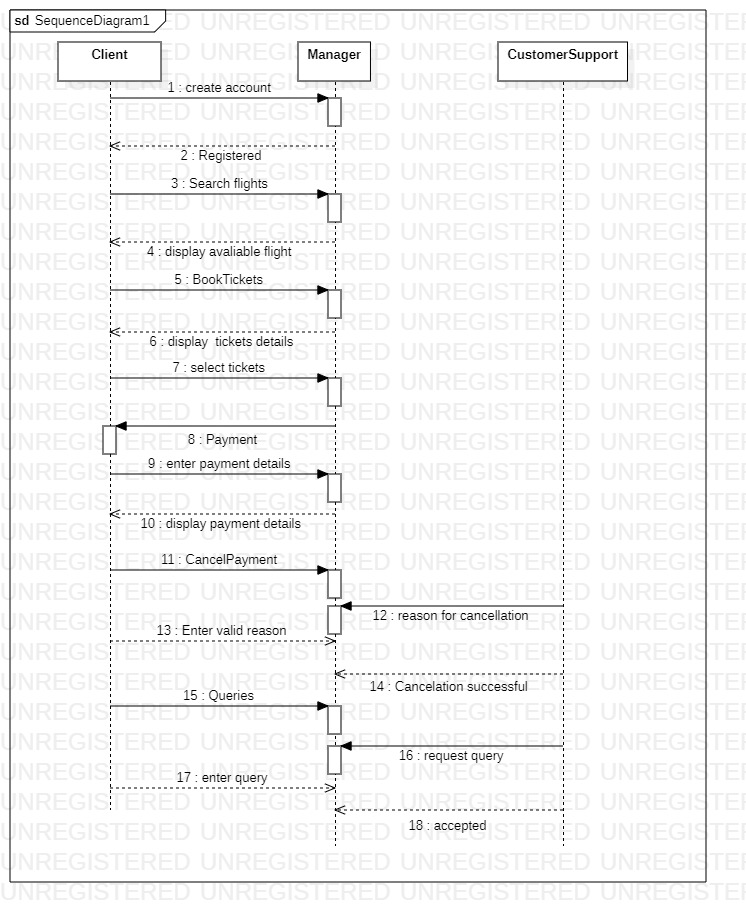 sd SequenceDiagram1
Client
Manager
CustomerSupport
1 : create account
2 : Registered
3 : Search flights
4 : display avaliable flight
5 : BookTickets
6 : display  tickets details
7 : select tickets
8 : Payment
9 : enter payment details
10 : display payment details
11 : CancelPayment
12 : reason for cancellation
13 : Enter valid reason
14 : Cancelation successful
15 : Queries
16 : request query
17 : enter query
18 : accepted
UNREGISTERED